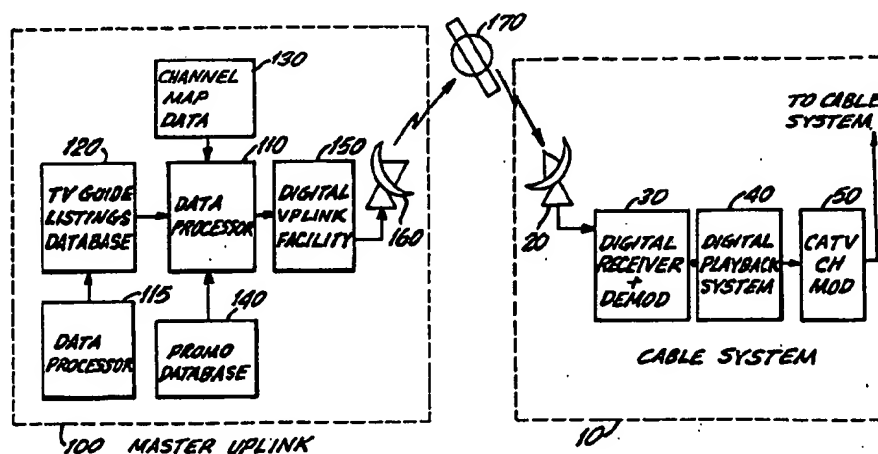 170
130
CHANNEL
MAP
DATA
TO CABLE
SYSTEM
120
110
150
TV GUIDE
LISTINGS
DATABASE
DATA
PROCESSOR
DIGITAL
UPLINK
FACILITY
160
20
30
40
50
DIGITAL
RECEIVER
+
DEMOD
DIGITAL
PLAYBACK
SYSTEM
CATV
CH
MOD
115
140
DATA
PROCESSOR
PROMO
DATABASE
CABLE SYSTEM
100 MASTER UPLINK
10